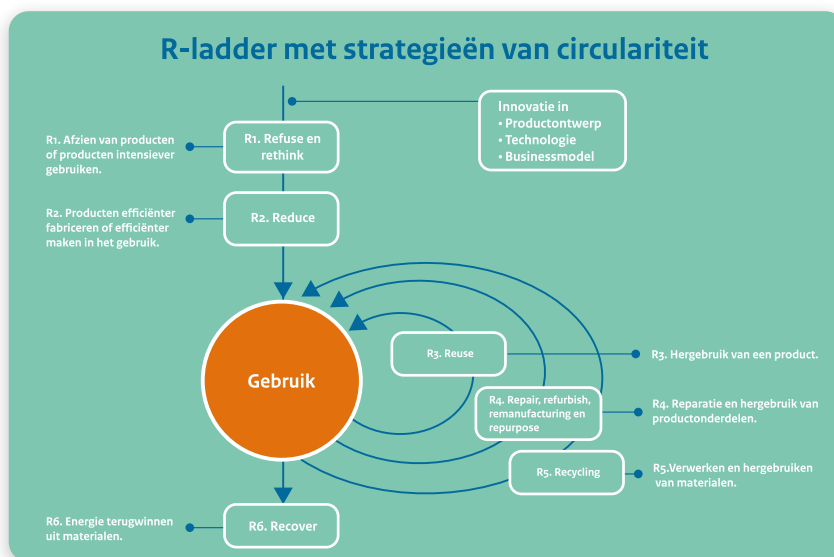 R-ladder met strategieën van circulariteit
Innovatie in
• Productontwerp
• Technologie
• Businessmodel
R1. Afzien van producten
of producten intensiever
gebruiken.
R1. Refuse en
rethink
R2. Producten efficiënter
fabriceren of efficiënter
maken in het gebruik.
R2. Reduce
Gebruik
R3. Reuse
R3. Hergebruik van een product.
R4. Repair, refurbish,
remanufacturing en
repurpose
R4. Reparatie en hergebruik van
productonderdelen.
R5. Recycling
R5.Verwerken en hergebruiken
van materialen.
R6. Energie terugwinnen
uit materialen.
R6. Recover